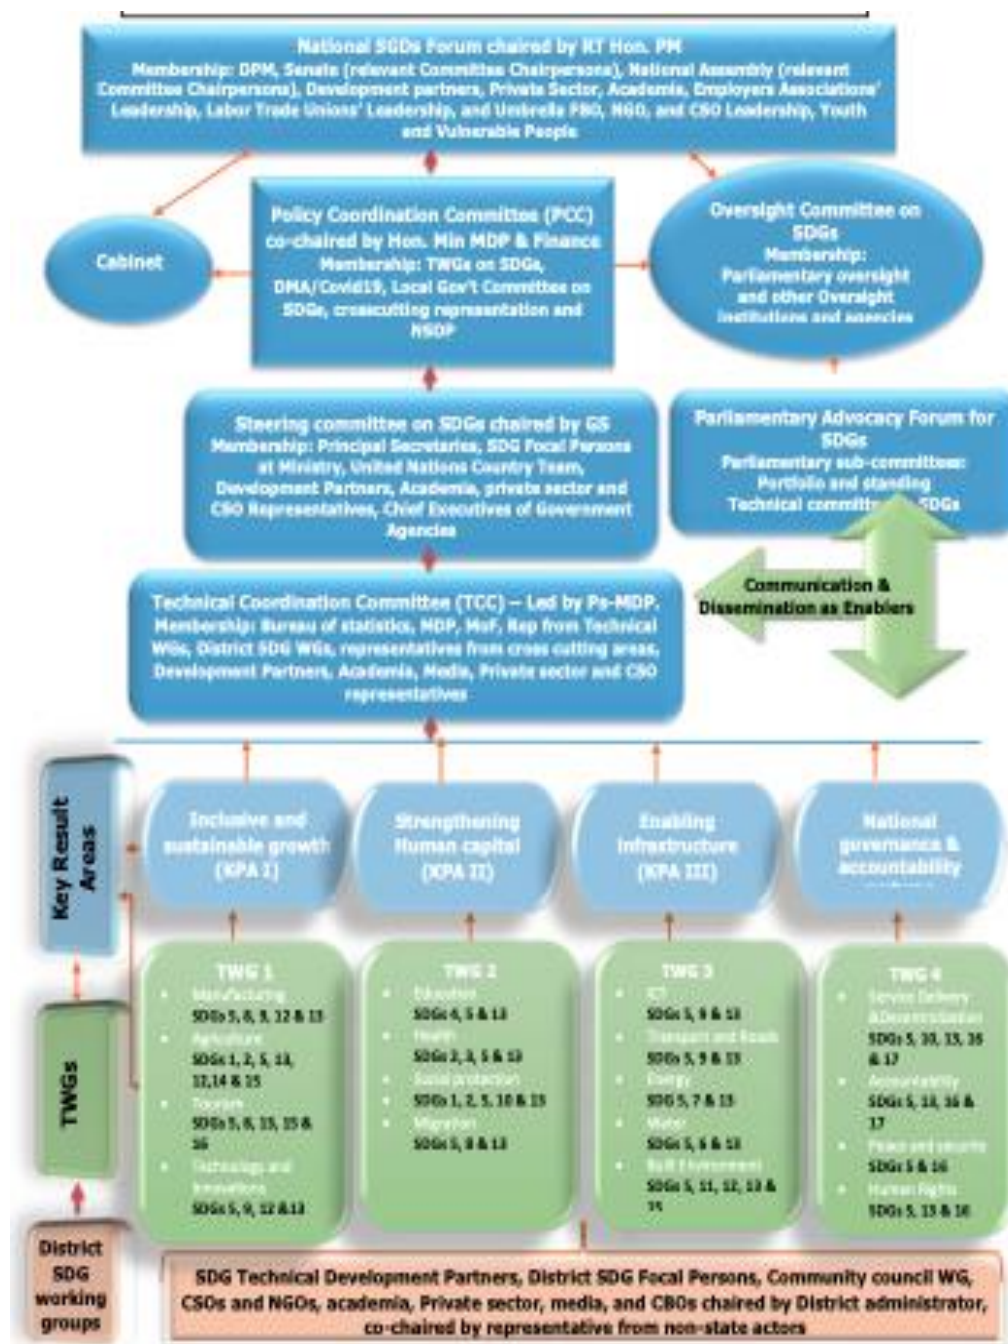 National SGDs Forum chaired by RT Hon. PM
Membership: DPM, Senate (relevant Committee Chairpersons), National Assembly (relevant
Committee Chairpersons), Development partners, Private Sector, Academia, Employers Associations'
Leadership, Labor Trade Unions' Leadership, and Umbrella FBO, NGO, and CSO Leadership, Youth
and Vulnerable People
Cabinet
Policy Coordination Committee (PCC)
co-chaired by Hon. Min MDP & Finance
Membership: TWGs on SDGs,
DMA/Covid19, Local Gov't Committee on
SDGs, crosscutting representation and
NSDP
Oversight Committee on
SDGs
Membership:
Parliamentary oversight
and other Oversight
institutions and agencies
Steering committee on SDGs chaired by GS
Membership: Principal Secretaries, SDG Focal Persons
at Ministry, United Nations Country Team,
Development Partners, Academia, private sector and
CSO Representatives, Chief Executives of Government
Agencies
Parliamentary Advocacy Forum for
SDGs
Parliamentary sub-committee:
Portfolio and standing
Technical SDGs
Communication &
Dissemination as Enablers
Technical Coordination Committee (TCC) – Led by Ps-MDP.
Membership: Bureau of statistics, MDP, MoF, Rep from Technical
WGs, District SDG WGs, representatives from cross cutting areas,
Development Partners, Academia, Media, Private sector and CSO
representatives
Key Result
Areas
Inclusive and
sustainable growth
(KPA I)
Strengthening
Human capital
(KPA II)
Enabling
infrastructure
(KPA III)
National
governance &
accountability
TWGs
TWG 1
Manufacturing
SDGs 5, 8, 9, 12 & 13
Agriculture
SDGs 1, 2, 5, 13,
12,14 & 15
Tourism
SDGs 5, 8, 15 &
16
Technology and
Innovations
SDGs 5, 9, 12 &13
TWG 2
Education
SDGs 4, 5 & 13
Health
SDGs 2, 3, 5 & 13
Social protection
SDGs 1, 2, 5, 10 & 13
Migration
SDGs 5, 8 & 13
TWG 3
ICT
SDGs 5, 9 & 13
Transport and Roads
SDGs 5, 9 & 13
Energy
SDG 5, 7 & 13
Water
SDGs 5, 6 & 13
Built Environment
SDGs 5, 11, 12, 13 &
15
TWG 4
Service Delivery
&Decentralization
SDGs 5, 10, 13, 16
& 17
Accountability
SDGs 5, 13, 16 &
17
Peace and security
SDGs 5 & 16
Human Rights
SDGs 5, 13 & 16
District
SDG
working
groups
SDG Technical Development Partners, District SDG Focal Persons, Community council WG,
CSOs and NGOs, academia, Private sector, media, and CBOs chaired by District administrator,
co-chaired by representative from non-state actors